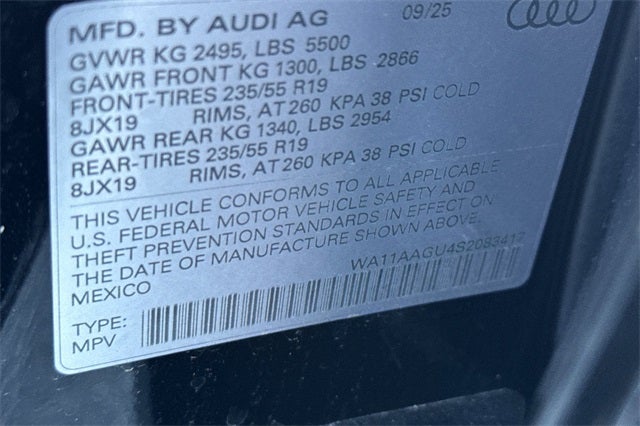 MFD. BY AUDI AG 09/25
GVWR KG 2495, LBS 5500
GAWR FRONT KG 1300, LBS 2866
FRONT-TIRES 235/55 R19
8JX19 RIMS, AT 260 KPA 38 PSI COLD
GAWR REAR KG 1340, LBS 2954
REAR-TIRES 235/55 R19
8JX19 RIMS, AT 260 KPA 38 PSI COLD
THIS VEHICLE CONFORMS TO ALL APPLICABLE
U.S. FEDERAL MOTOR VEHICLE SAFETY AND
THEFT PREVENTION STANDARDS IN EFFECT ON
THE DATE OF MANUFACTURE SHOWN ABOVE.
MEXICO WA11AAGU4S2083417
TYPE:
MPV